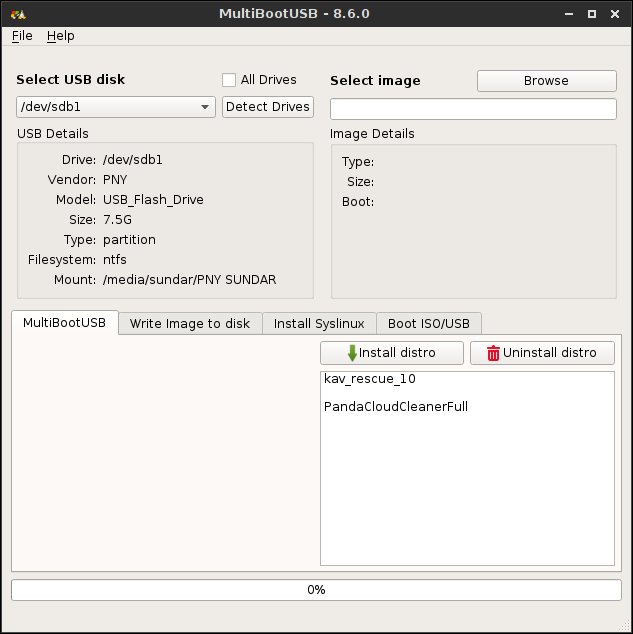 MultiBootUSB - 8.6.0
File Help
Select USB disk
All Drives
/dev/sdb1
Detect Drives
Select image
Browse
USB Details
Drive: /dev/sdb1
Vendor: PNY
Model: USB_Flash_Drive
Size: 7.5G
Type: partition
Filesystem: ntfs
Mount: /media/sundar/PNY SUNDAR
Image Details
Type:
Size:
Boot:
MultiBootUSB
Write Image to disk
Install Syslinux
Boot ISO/USB
Install distro
Uninstall distro
kav_rescue_10
PandaCloudCleanerFull
0%